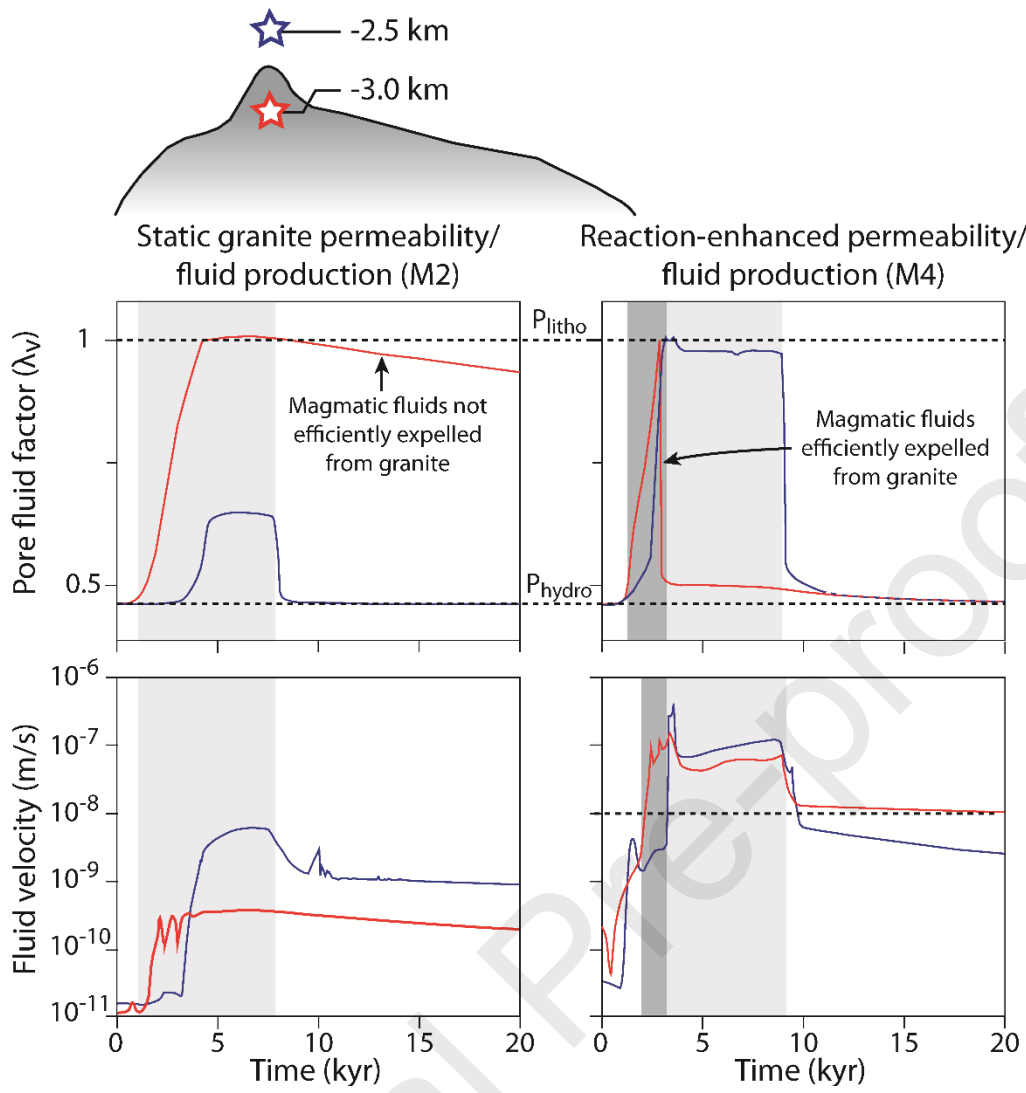 -2.5 km
-3.0 km
Static granite permeability/
fluid production (M2)
Reaction-enhanced permeability/
fluid production (M4)
Pore fluid factor (λv)
1
0.5
Plitho
Phydro
Magmatic fluids not
efficiently expelled
from granite
Magmatic fluids
efficiently expelled
from granite
Fluid velocity (m/s)
10-6
10-7
10-8
10-9
10-10
10-11
0 5 10 15 20
Time (kyr)
0 5 10 15 20
Time (kyr)
l Pre-proof